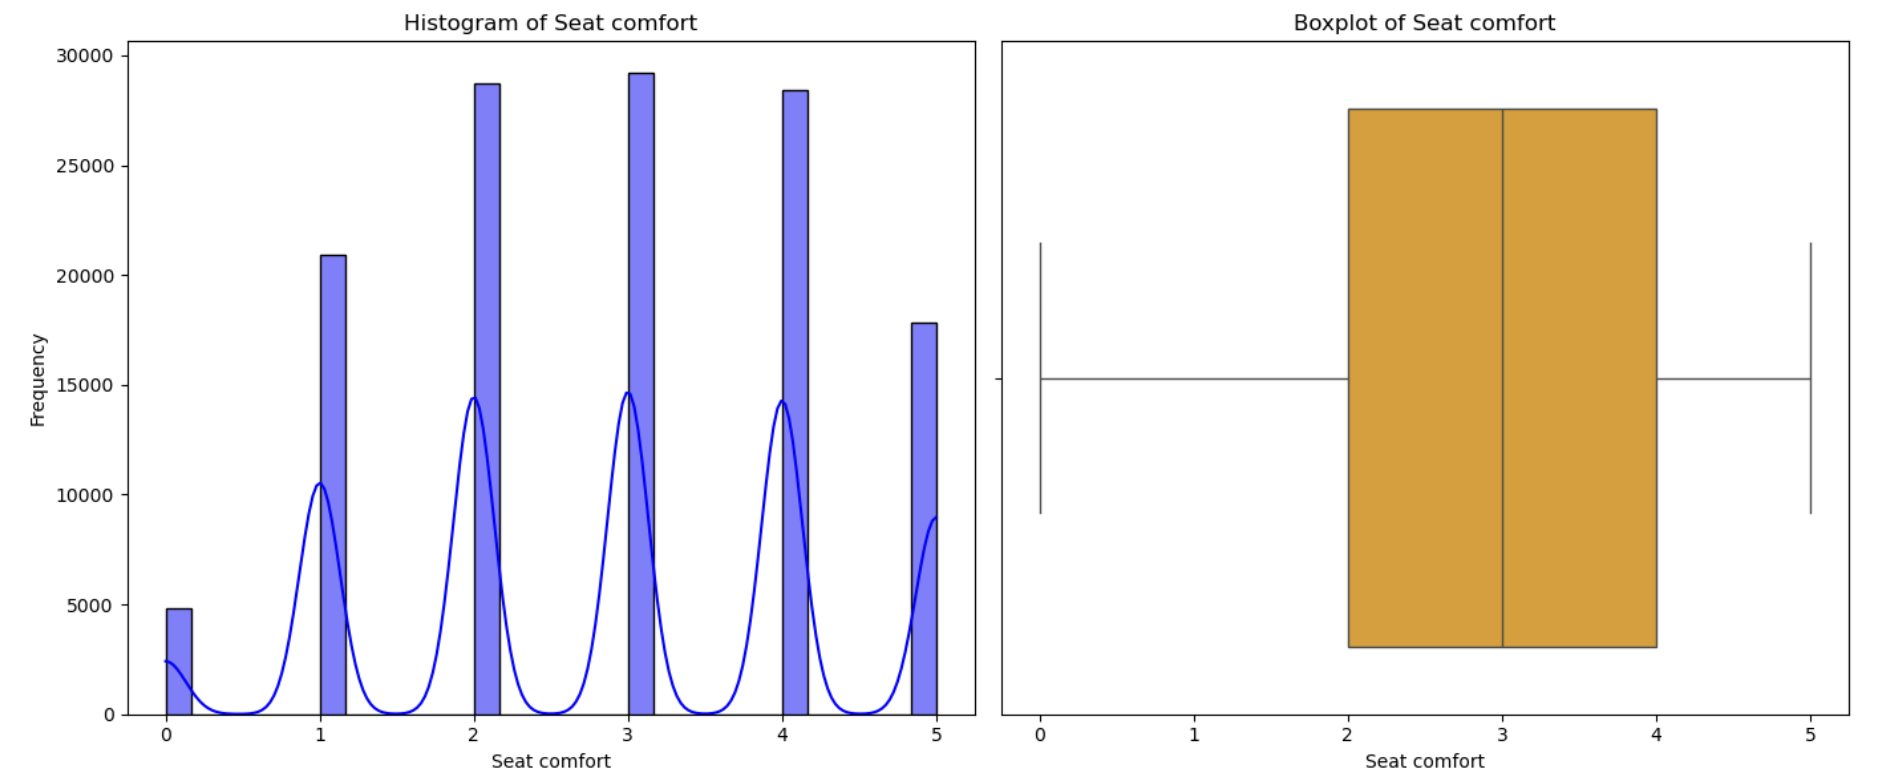 Histogram of Seat comfort
30000
25000
20000
15000
10000
5000
0
Frequency
0 1 2 3 4 5
Seat comfort
Boxplot of Seat comfort
0 1 2 3 4 5
Seat comfort